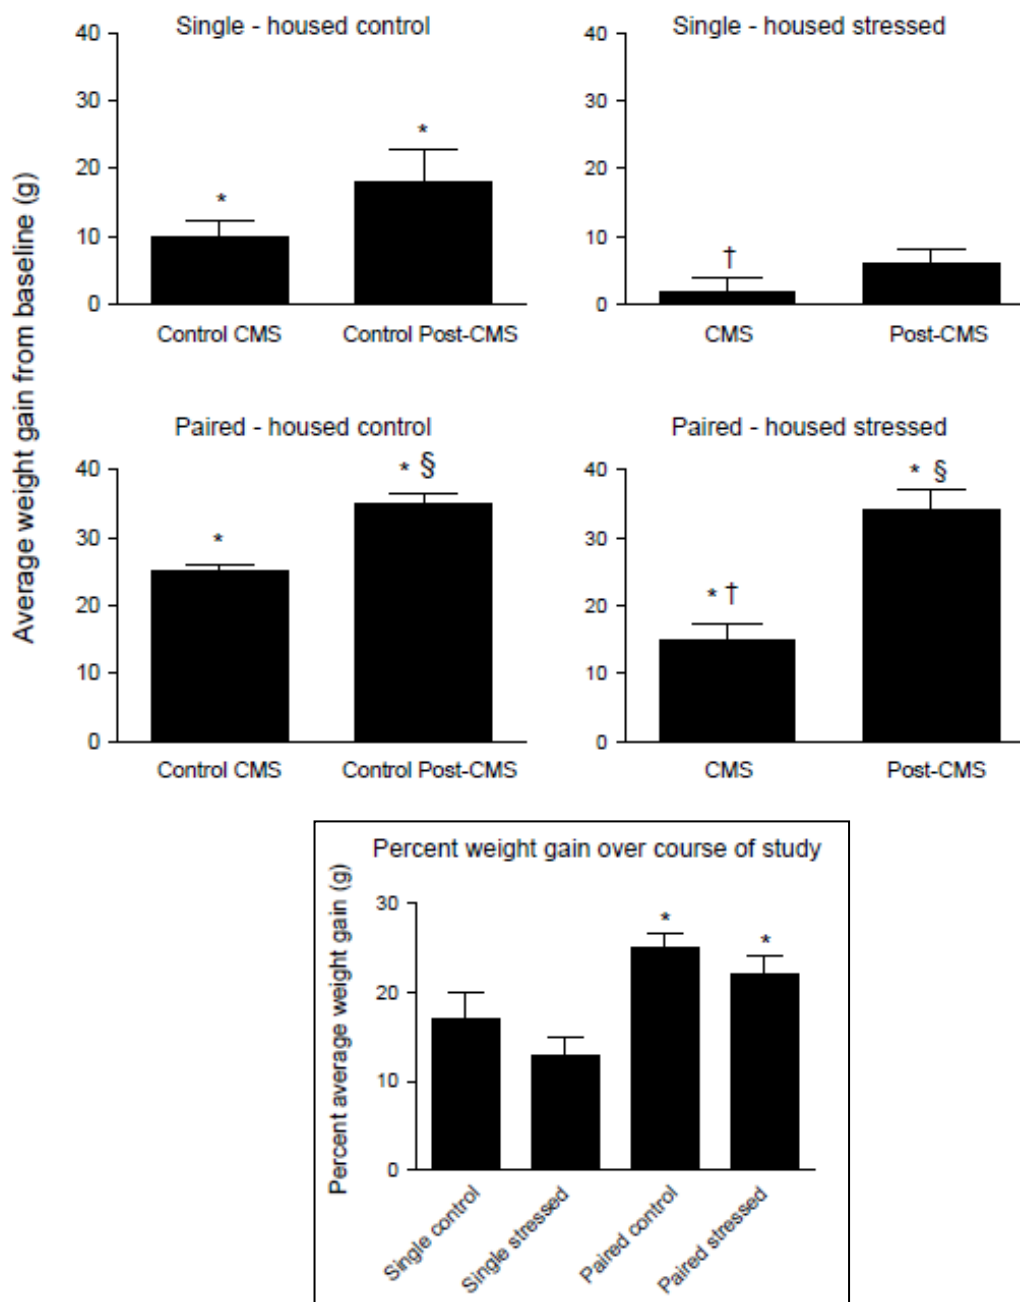 Single - housed control
Single - housed stressed
Average weight gain from baseline (g)
40
30
20
10
0
*
*
Control CMS
Control Post-CMS
40
30
20
10
0
†
CMS
Post-CMS
Paired - housed control
Paired - housed stressed
40
30
20
10
0
*
* §
Control CMS
Control Post-CMS
40
30
20
10
0
* †
* §
CMS
Post-CMS
Percent weight gain over course of study
Percent average weight gain (g)
30
20
10
0
*
*
Single control
Single stressed
Paired control
Paired stressed